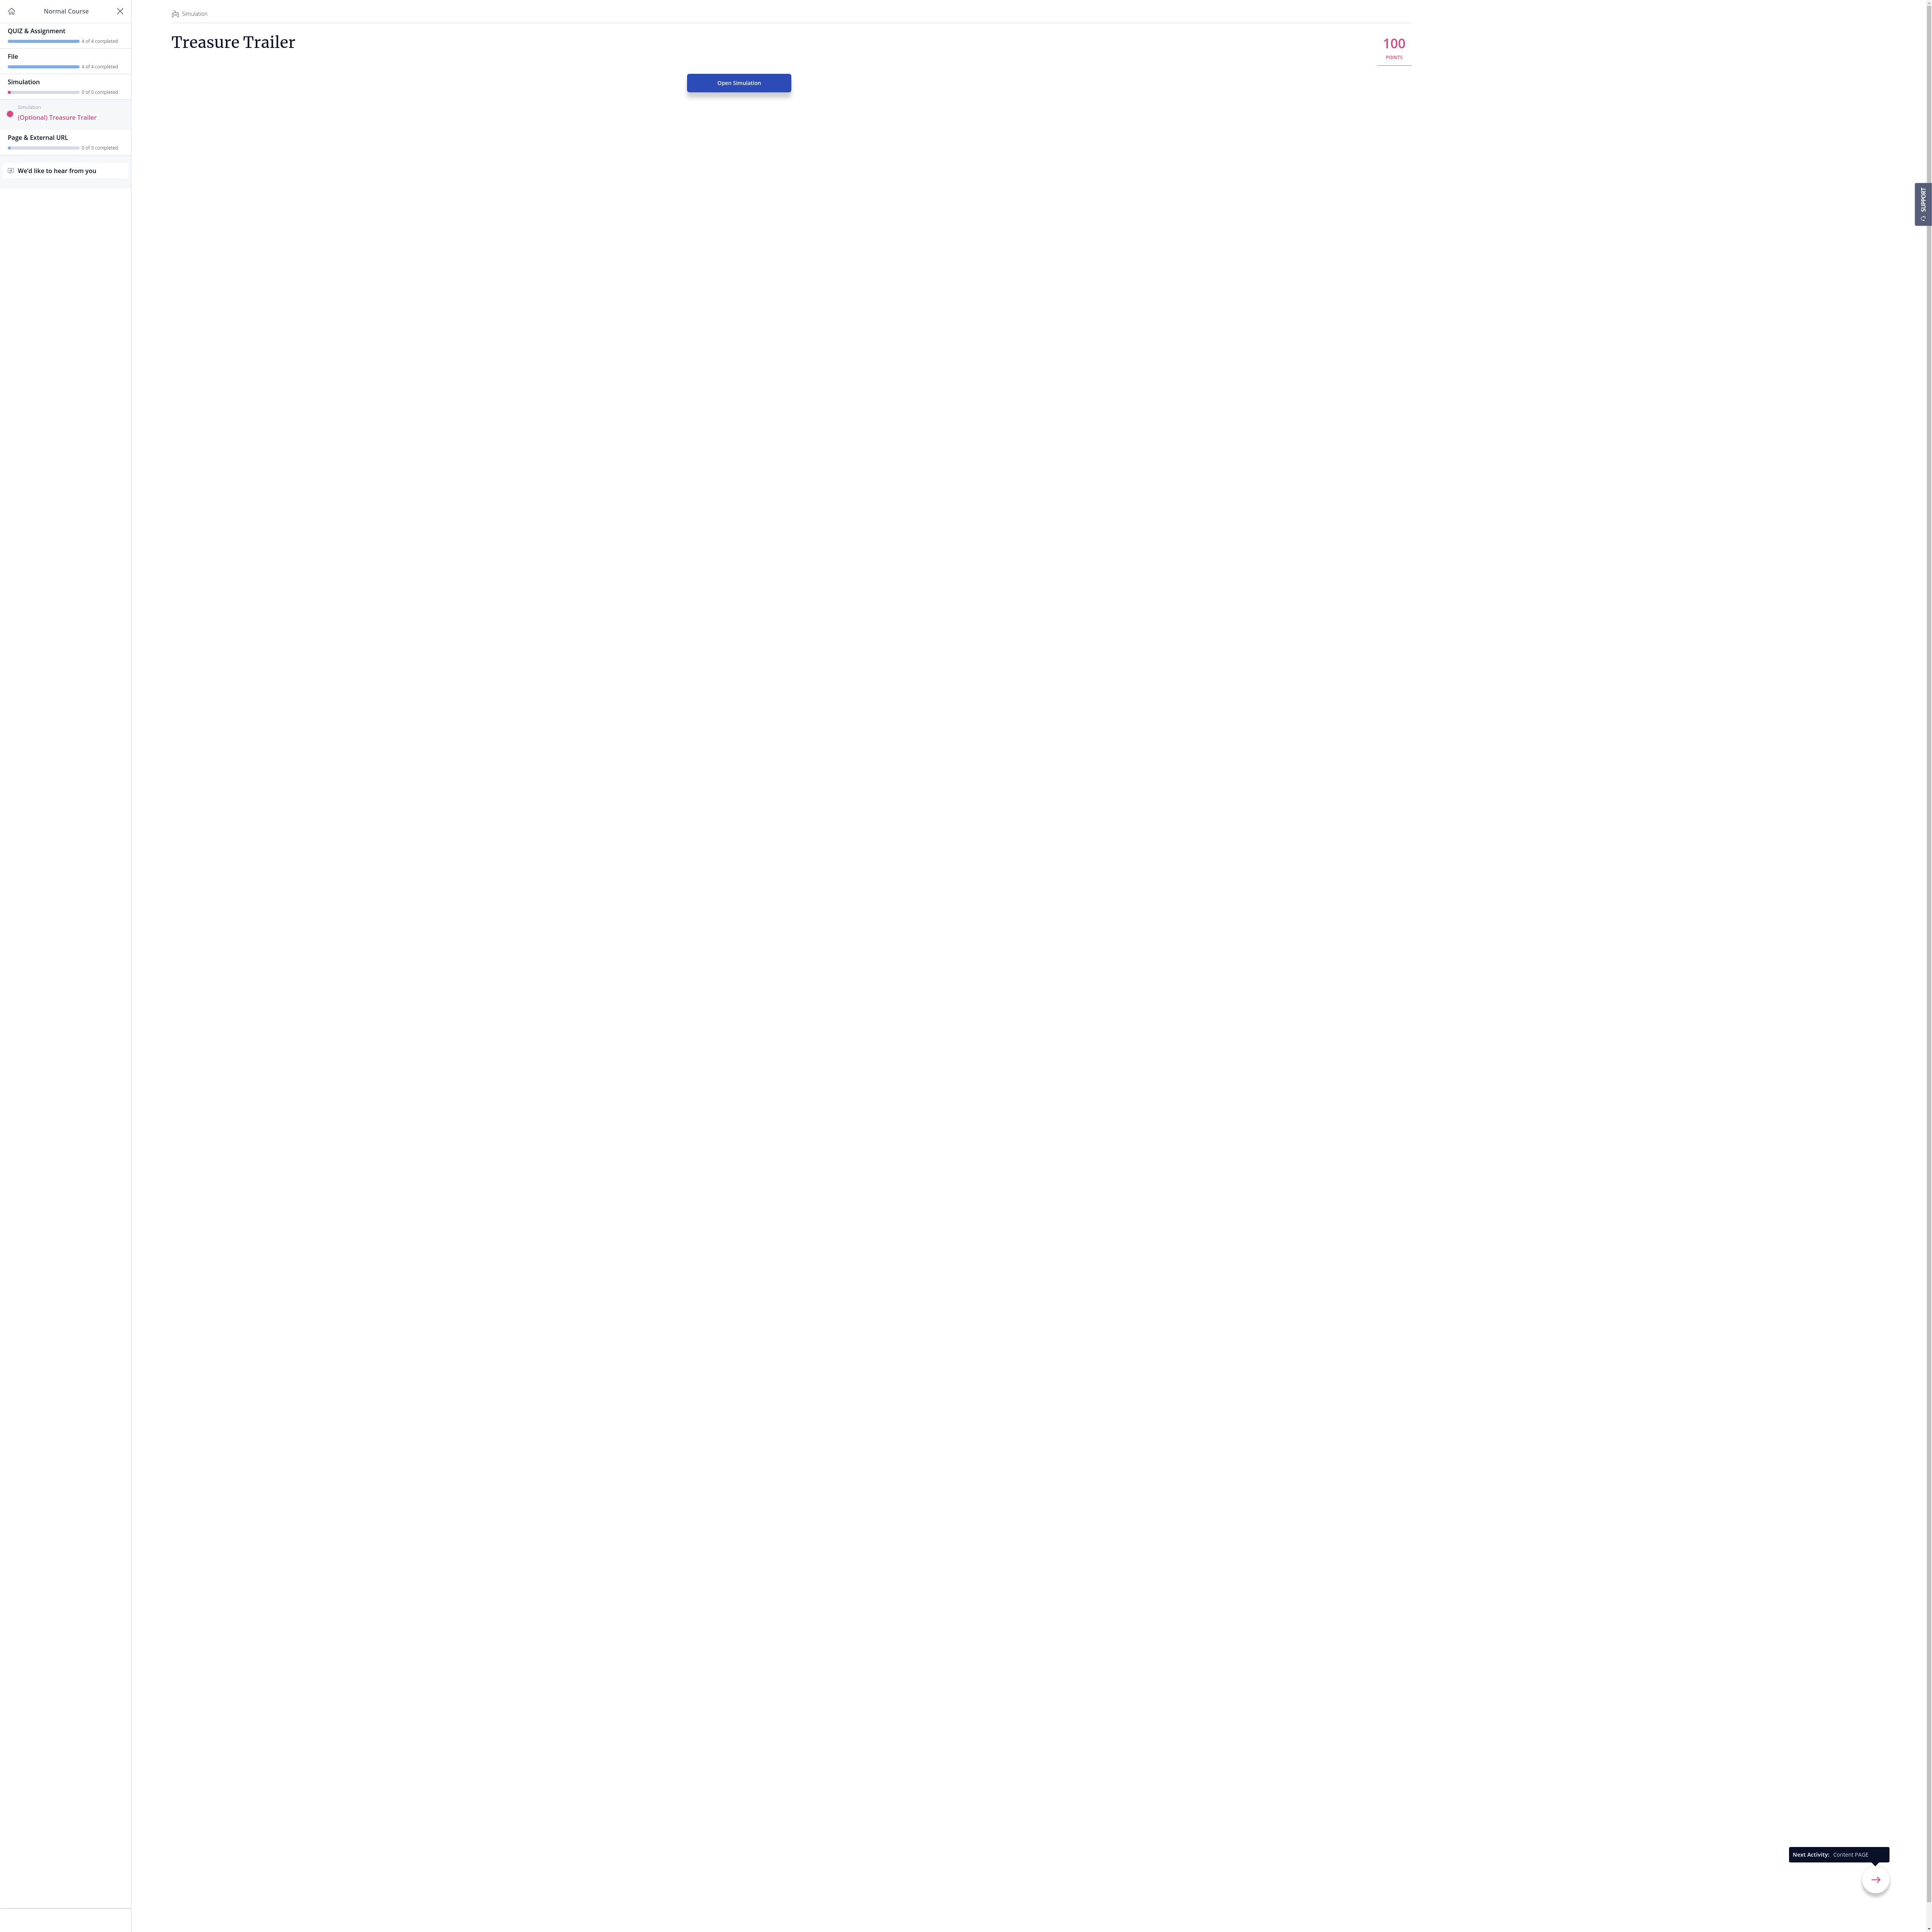 Normal Course
QUIZ & Assignment
4 of 4 completed
File
4 of 4 completed
Simulation
0 of 0 completed
Simulation
(Optional) Treasure Trailer
Page & External URL
0 of 3 completed
We'd like to hear from you
Simulation
Treasure Trailer
100
POINTS
Open Simulation
SUPPORT
Next Activity: Content PAGE